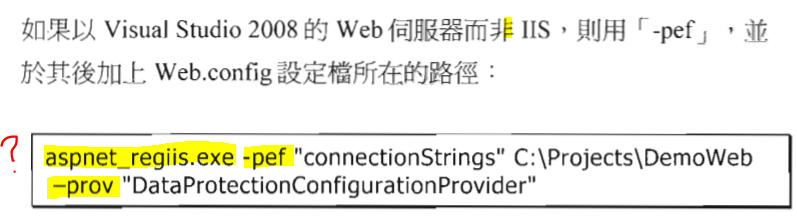 如果以 Visual Studio 2008 的 Web 伺服器而非 IIS，則用「-pef」，並
於其後加上 Web.config 設定檔所在的路徑：
?
aspnet_regiis.exe -pef "connectionStrings" C:\Projects\DemoWeb
–prov "DataProtectionConfigurationProvider"